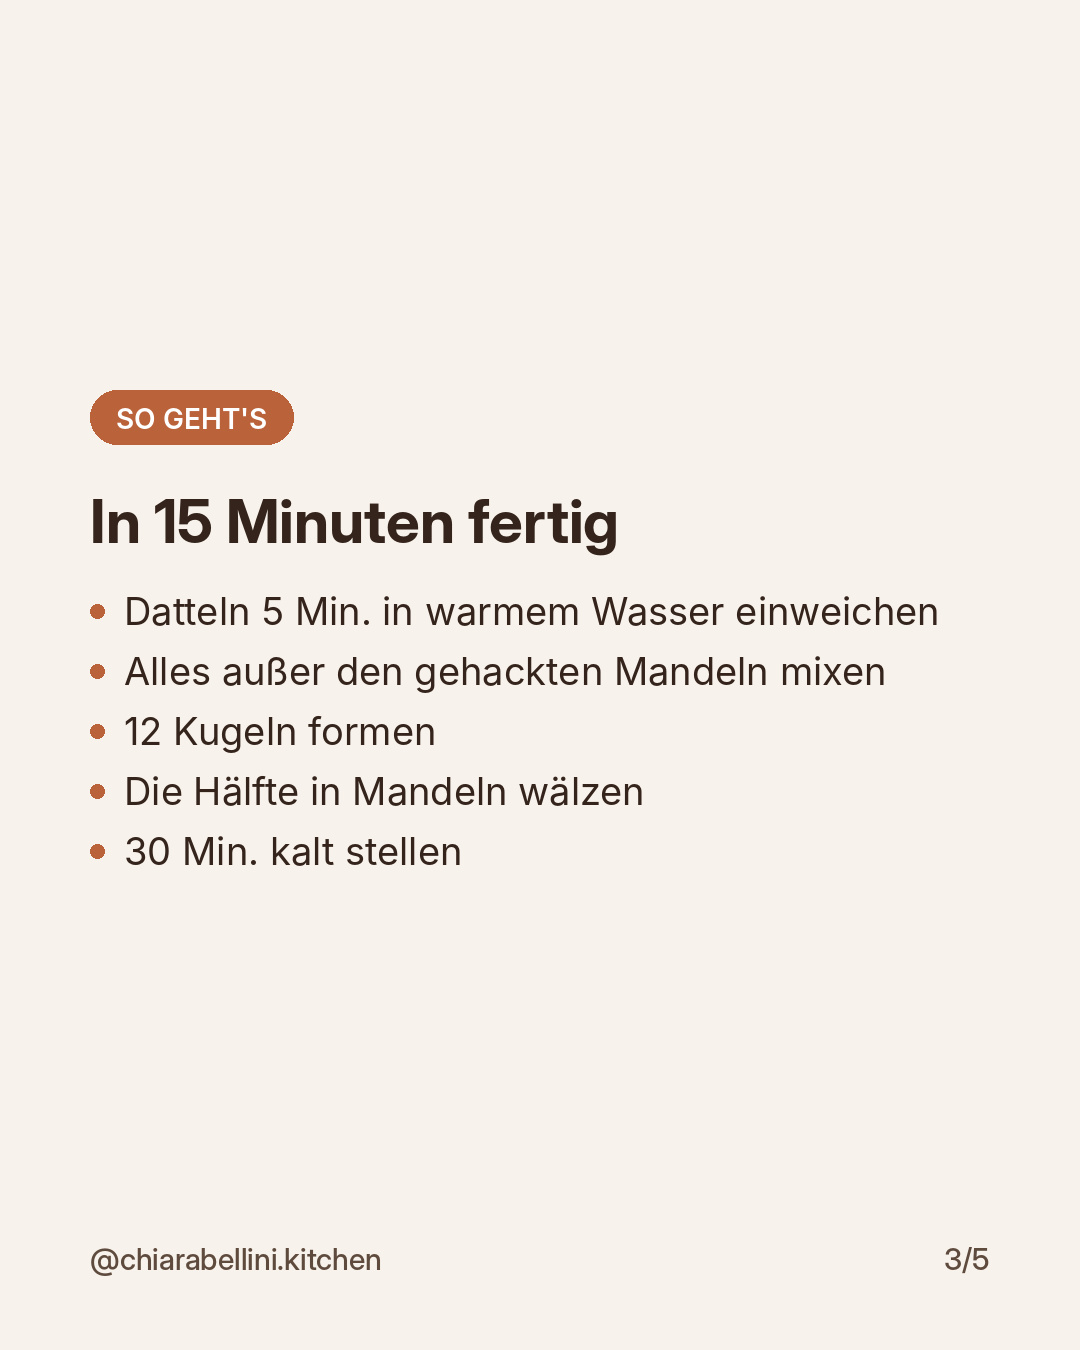 SO GEHT'S
In 15 Minuten fertig
• Datteln 5 Min. in warmem Wasser einweichen
• Alles außer den gehackten Mandeln mixen
• 12 Kugeln formen
• Die Hälfte in Mandeln wälzen
• 30 Min. kalt stellen
@chiarabellini.kitchen
3/5